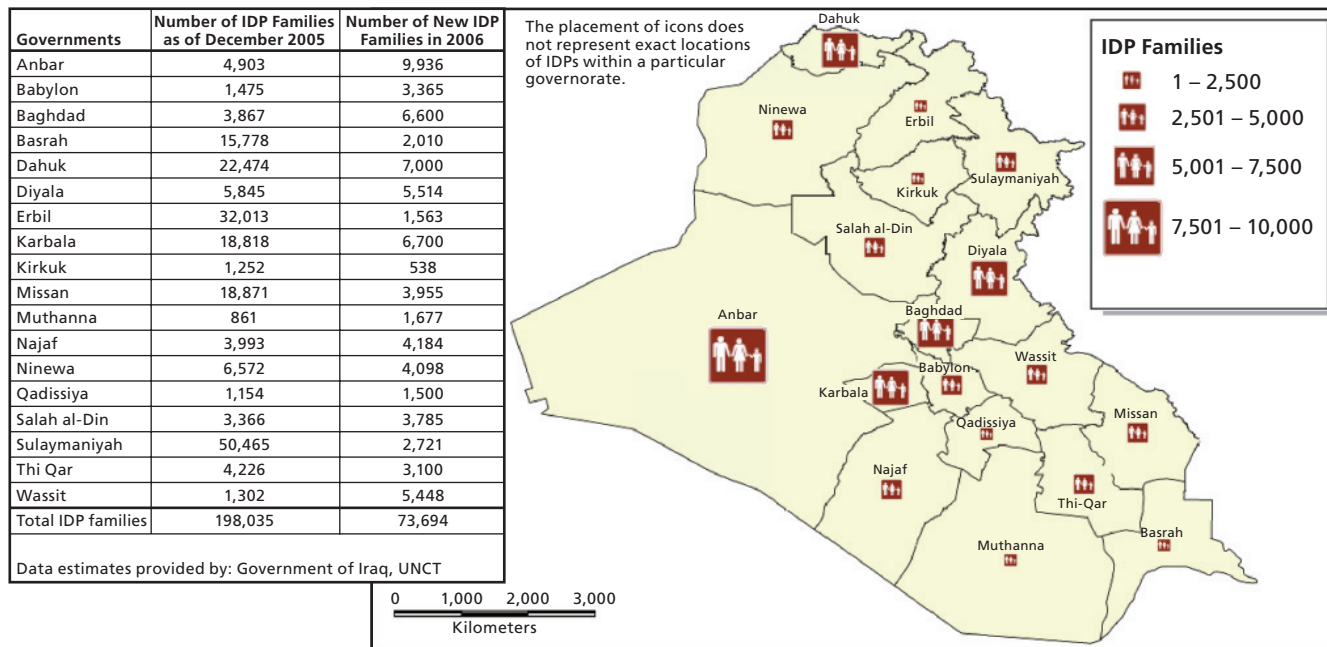 Governments Number of IDP Families as of December 2005 Number of New IDP Families in 2006
Anbar 4,903 9,936
Babylon 1,475 3,365
Baghdad 3,867 6,600
Basrah 15,778 2,010
Dahuk 22,474 7,000
Diyala 5,845 5,514
Erbil 32,013 1,563
Karbala 18,818 6,700
Kirkuk 1,252 538
Missan 18,871 3,955
Muthanna 861 1,677
Najaf 3,993 4,184
Ninewa 6,572 4,098
Qadissiya 1,154 1,500
Salah al-Din 3,366 3,785
Sulaymaniyah 50,465 2,721
Thi Qar 4,226 3,100
Wassit 1,302 5,448
Total IDP families 198,035 73,694
Data estimates provided by: Government of Iraq, UNCT
The placement of icons does
not represent exact locations
of IDPs within a particular
governorate.
Dahuk
Ninewa
Erbil
Sulaymaniyah
Kirkuk
Salah al-Din
Diyala
Baghdad
Anbar
Wassit
Babylon
Karbala
Missan
Qadissiya
Najaf
Thi-Qar
Basrah
Muthanna
IDP Families
1 – 2,500
2,501 – 5,000
5,001 – 7,500
7,501 – 10,000
0 1,000 2,000 3,000
Kilometers